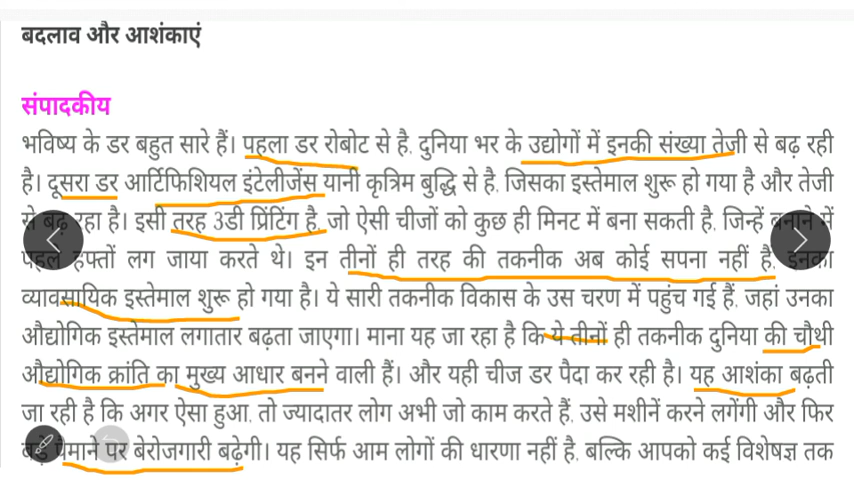 बदलाव और आशंकाएं
संपादकीय
भविष्य के डर बहुत सारे हैं। पहला डर रोबोट से है, दुनिया भर के उद्योगों में इनकी संख्या तेजी से बढ़ रही
है। दूसरा डर आर्टिफिशियल इंटेलीजेंस यानी कृत्रिम बुद्धि से है, जिसका इस्तेमाल शुरू हो गया है और तेजी
से बढ़ रहा है। इसी तरह 3डी प्रिंटिंग है, जो ऐसी चीजों को कुछ ही मिनट में बना सकती है, जिन्हें बनाने में
पहले हफ्तों लग जाया करते थे। इन तीनों ही तरह की तकनीक अब कोई सपना नहीं है, इनका
व्यावसायिक इस्तेमाल शुरू हो गया है। ये सारी तकनीक विकास के उस चरण में पहुंच गई हैं, जहां उनका
औद्योगिक इस्तेमाल लगातार बढ़ता जाएगा। माना यह जा रहा है कि ये तीनों ही तकनीक दुनिया की चौथी
औद्योगिक क्रांति का मुख्य आधार बनने वाली हैं। और यही चीज डर पैदा कर रही है। यह आशंका बढ़ती
जा रही है कि अगर ऐसा हुआ, तो ज्यादातर लोग अभी जो काम करते हैं, उसे मशीनें करने लगेंगी और फिर
बड़े पैमाने पर बेरोजगारी बढ़ेगी। यह सिर्फ आम लोगों की धारणा नहीं है, बल्कि आपको कई विशेषज्ञ तक